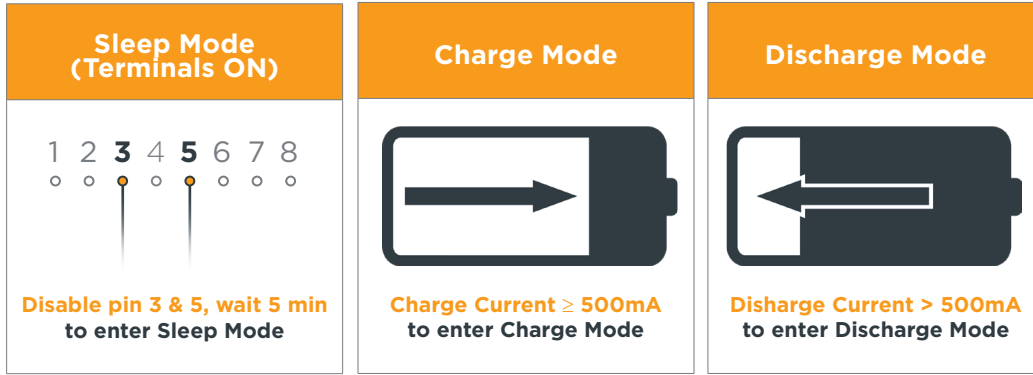 Sleep Mode
(Terminals ON)
1 2 3 4 5 6 7 8
Disable pin 3 & 5, wait 5 min
to enter Sleep Mode
Charge Mode
Charge Current ≥ 500mA
to enter Charge Mode
Discharge Mode
Disharge Current > 500mA
to enter Discharge Mode